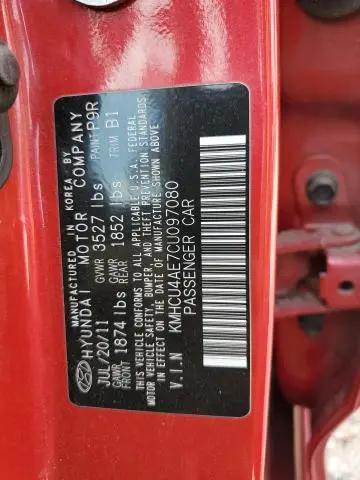 MANUFACTURED IN KOREA BY
HYUNDAI MOTOR COMPANY
JUL/20/11 GVWR 3527 lbs PAINT P9R
GAWR FRONT 1874 lbs GAWR REAR 1852 lbs TRIM B1
THIS VEHICLE CONFORMS TO ALL APPLICABLE U.S.A. FEDERAL
MOTOR VEHICLE SAFETY, BUMPER, AND THEFT PREVENTION STANDARDS
IN EFFECT ON THE DATE OF MANUFACTURE SHOWN ABOVE.
V.I.N KMHCU4AE7CU097080
PASSENGER CAR